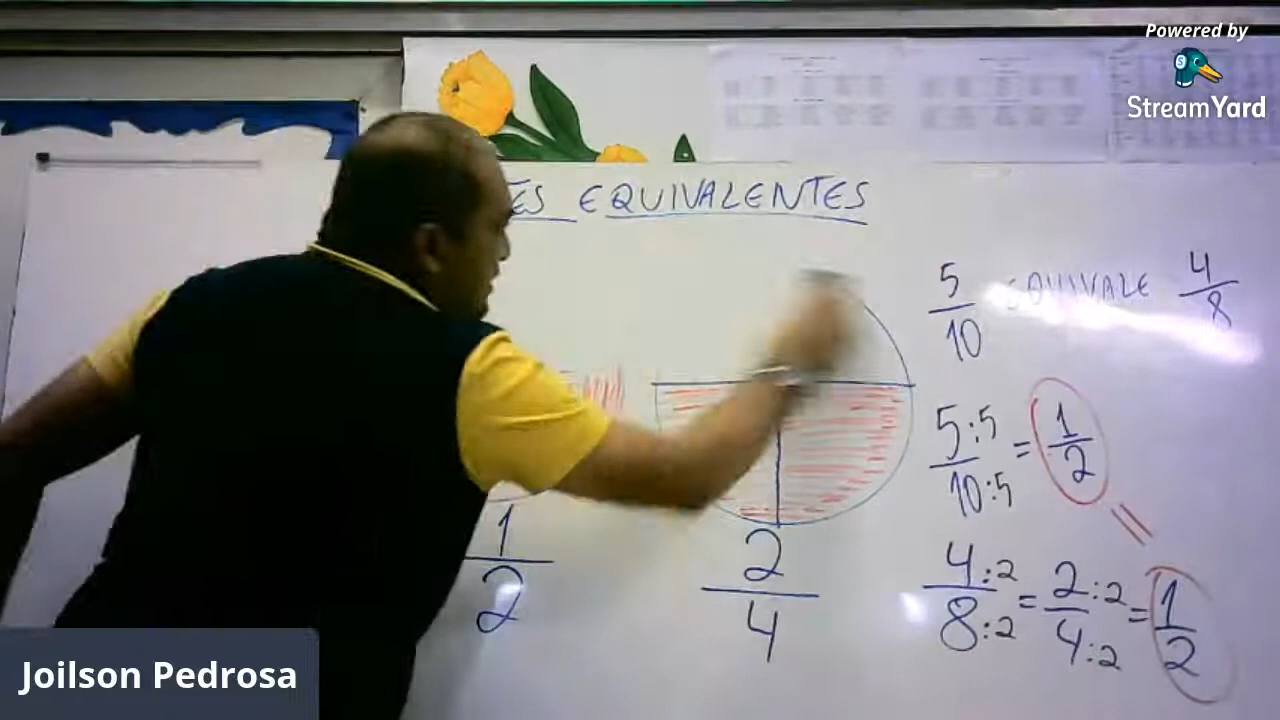 Powered by
StreamYard
ES EQUIVALENTES
5/10 EQUIVALE 4/8
5:5/10:5 = 1/2
=
4:2/8:2 = 2:2/4:2 = 1/2
1/2
2/4
Joilson Pedrosa